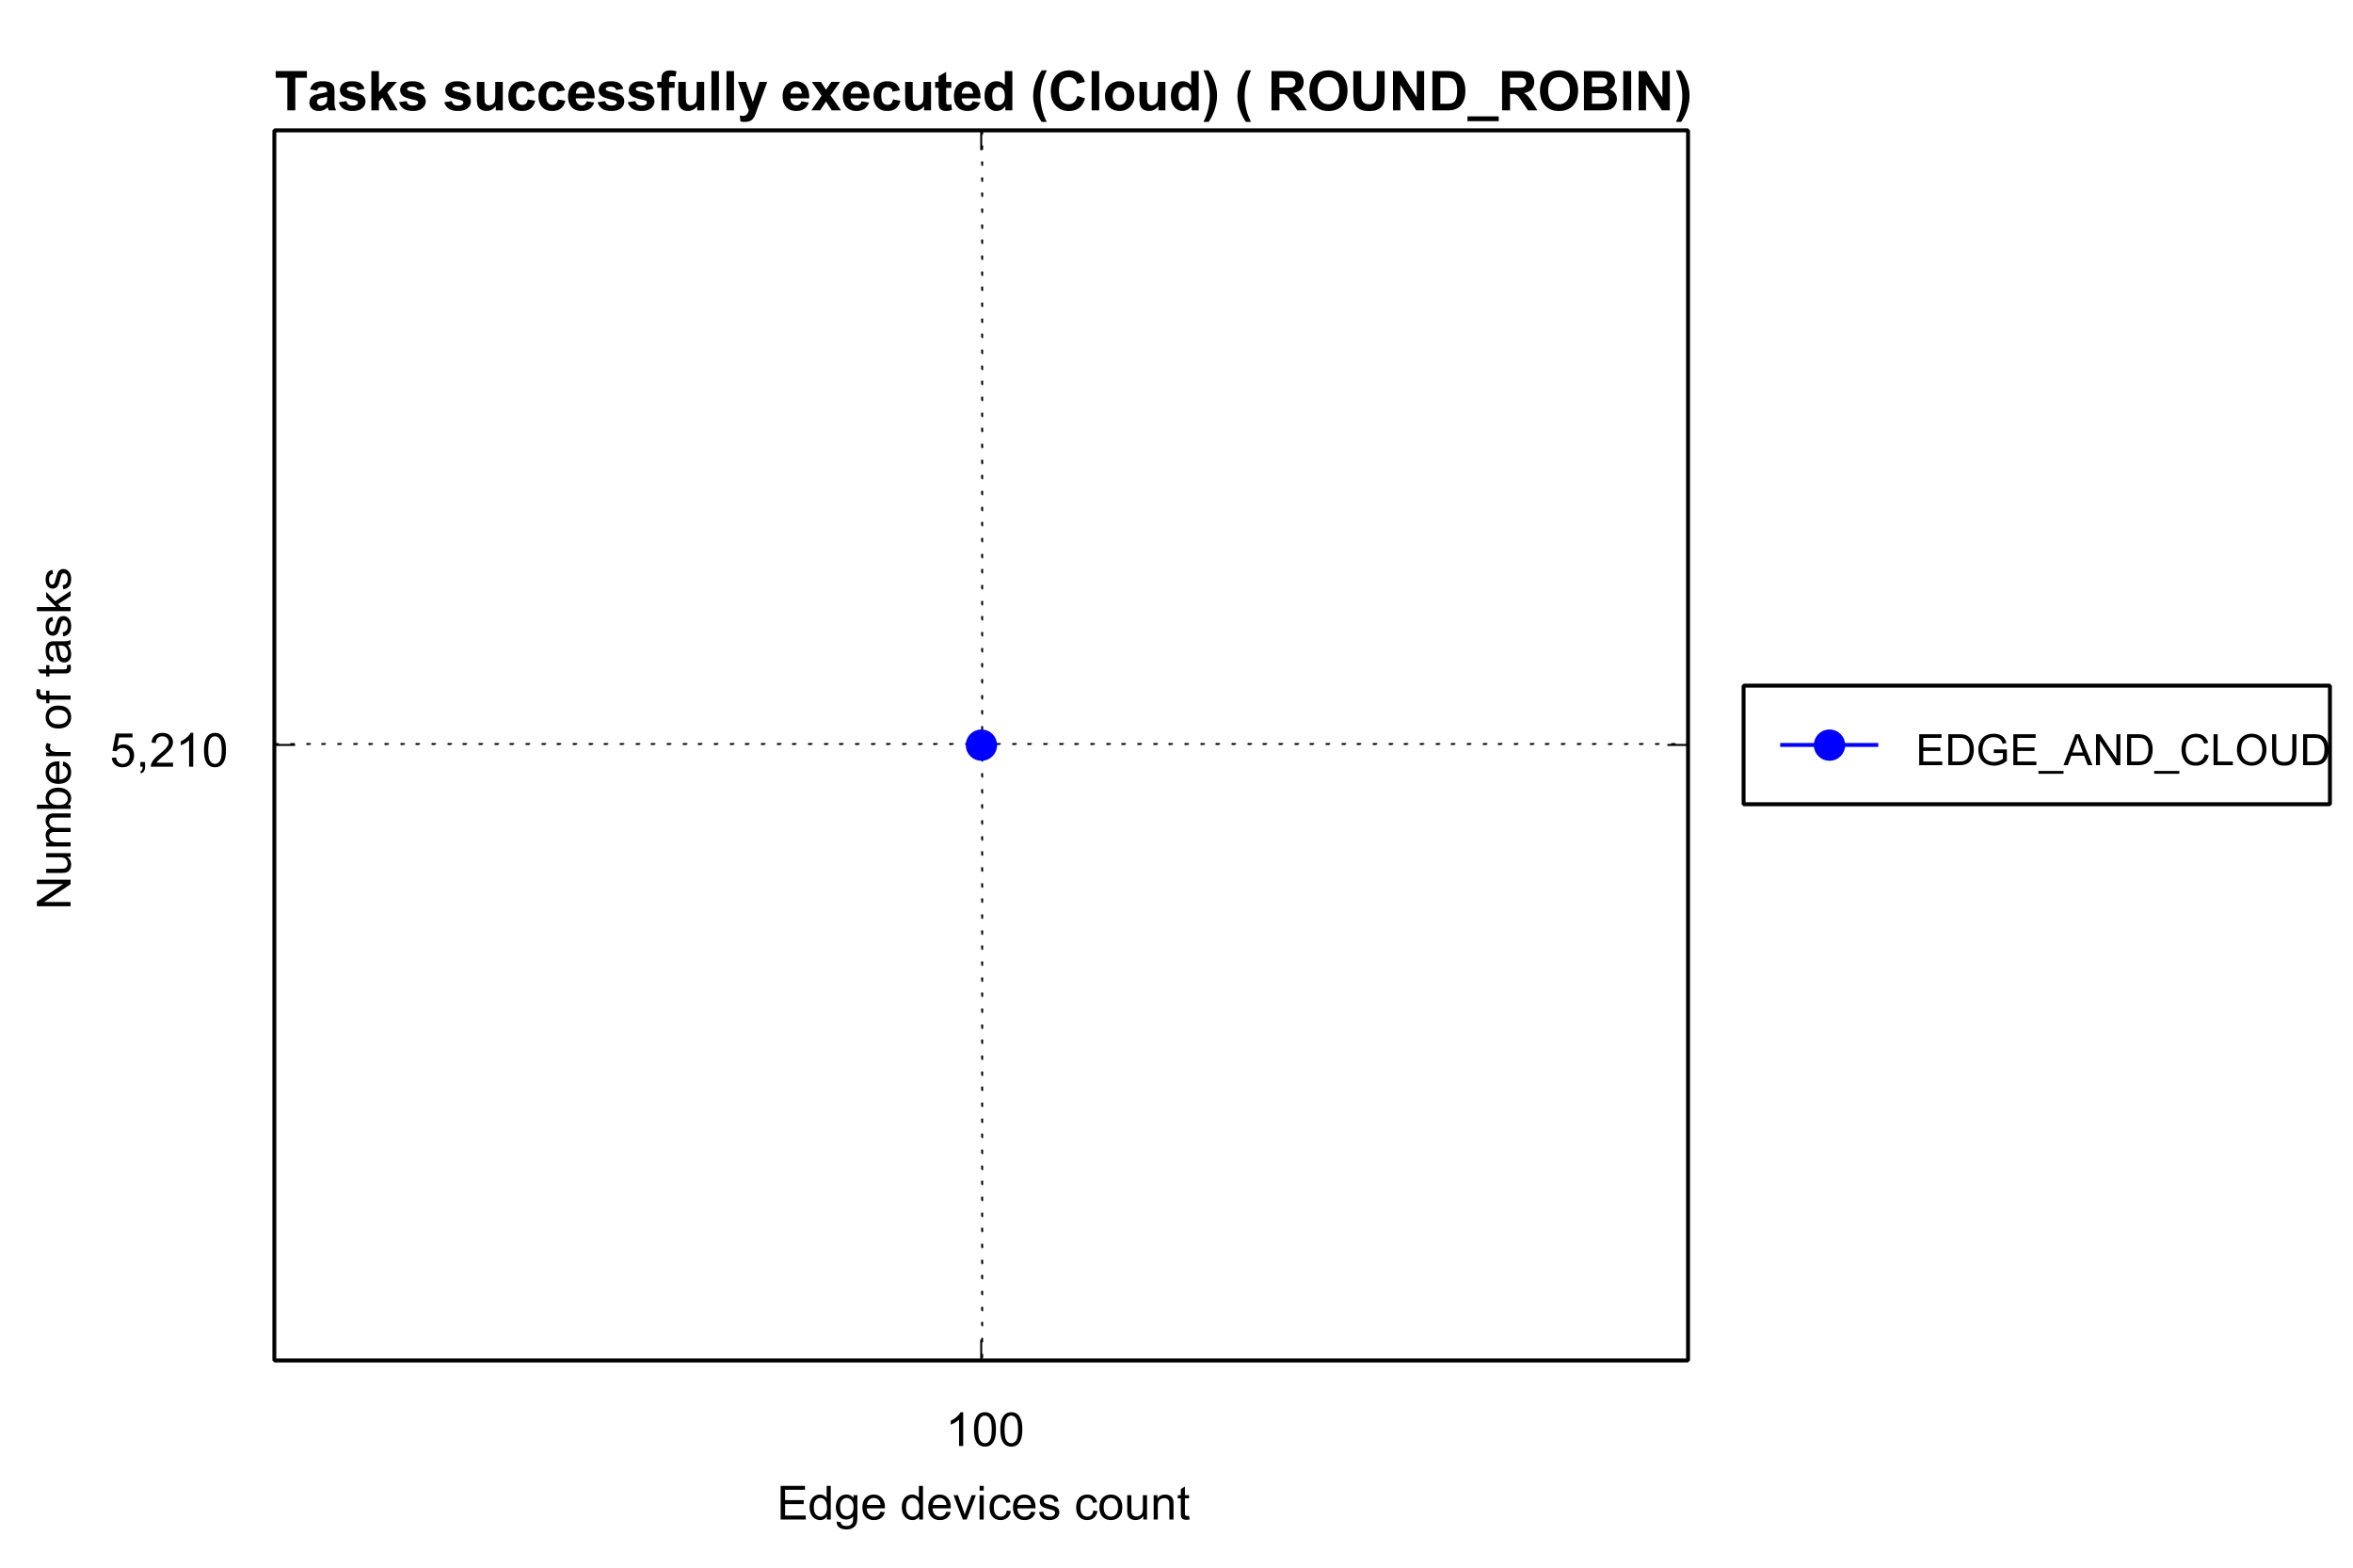 Tasks successfully executed (Cloud) ( ROUND_ROBIN)
Number of tasks
5,210
EDGE_AND_CLOUD
100
Edge devices count